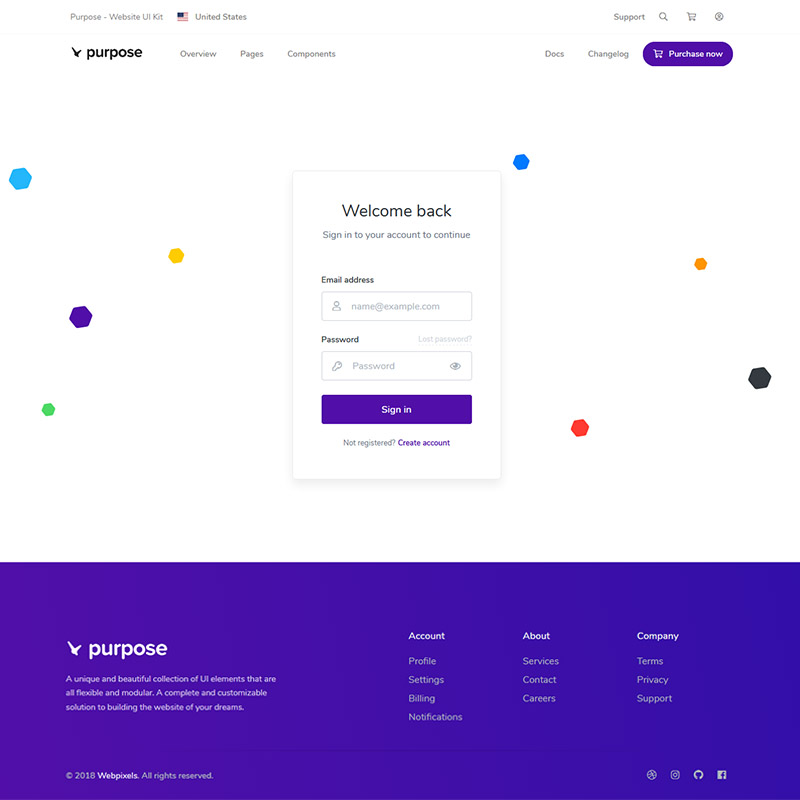 Purpose - Website UI Kit United States Support
purpose Overview Pages Components Docs Changelog Purchase now
Welcome back
Sign in to your account to continue
Email address
name@example.com
Password Lost password?
Password
Sign in
Not registered? Create account
purpose
A unique and beautiful collection of UI elements that are
all flexible and modular. A complete and customizable
solution to building the website of your dreams.
Account
Profile
Settings
Billing
Notifications
About
Services
Contact
Careers
Company
Terms
Privacy
Support
© 2018 Webpixels. All rights reserved.